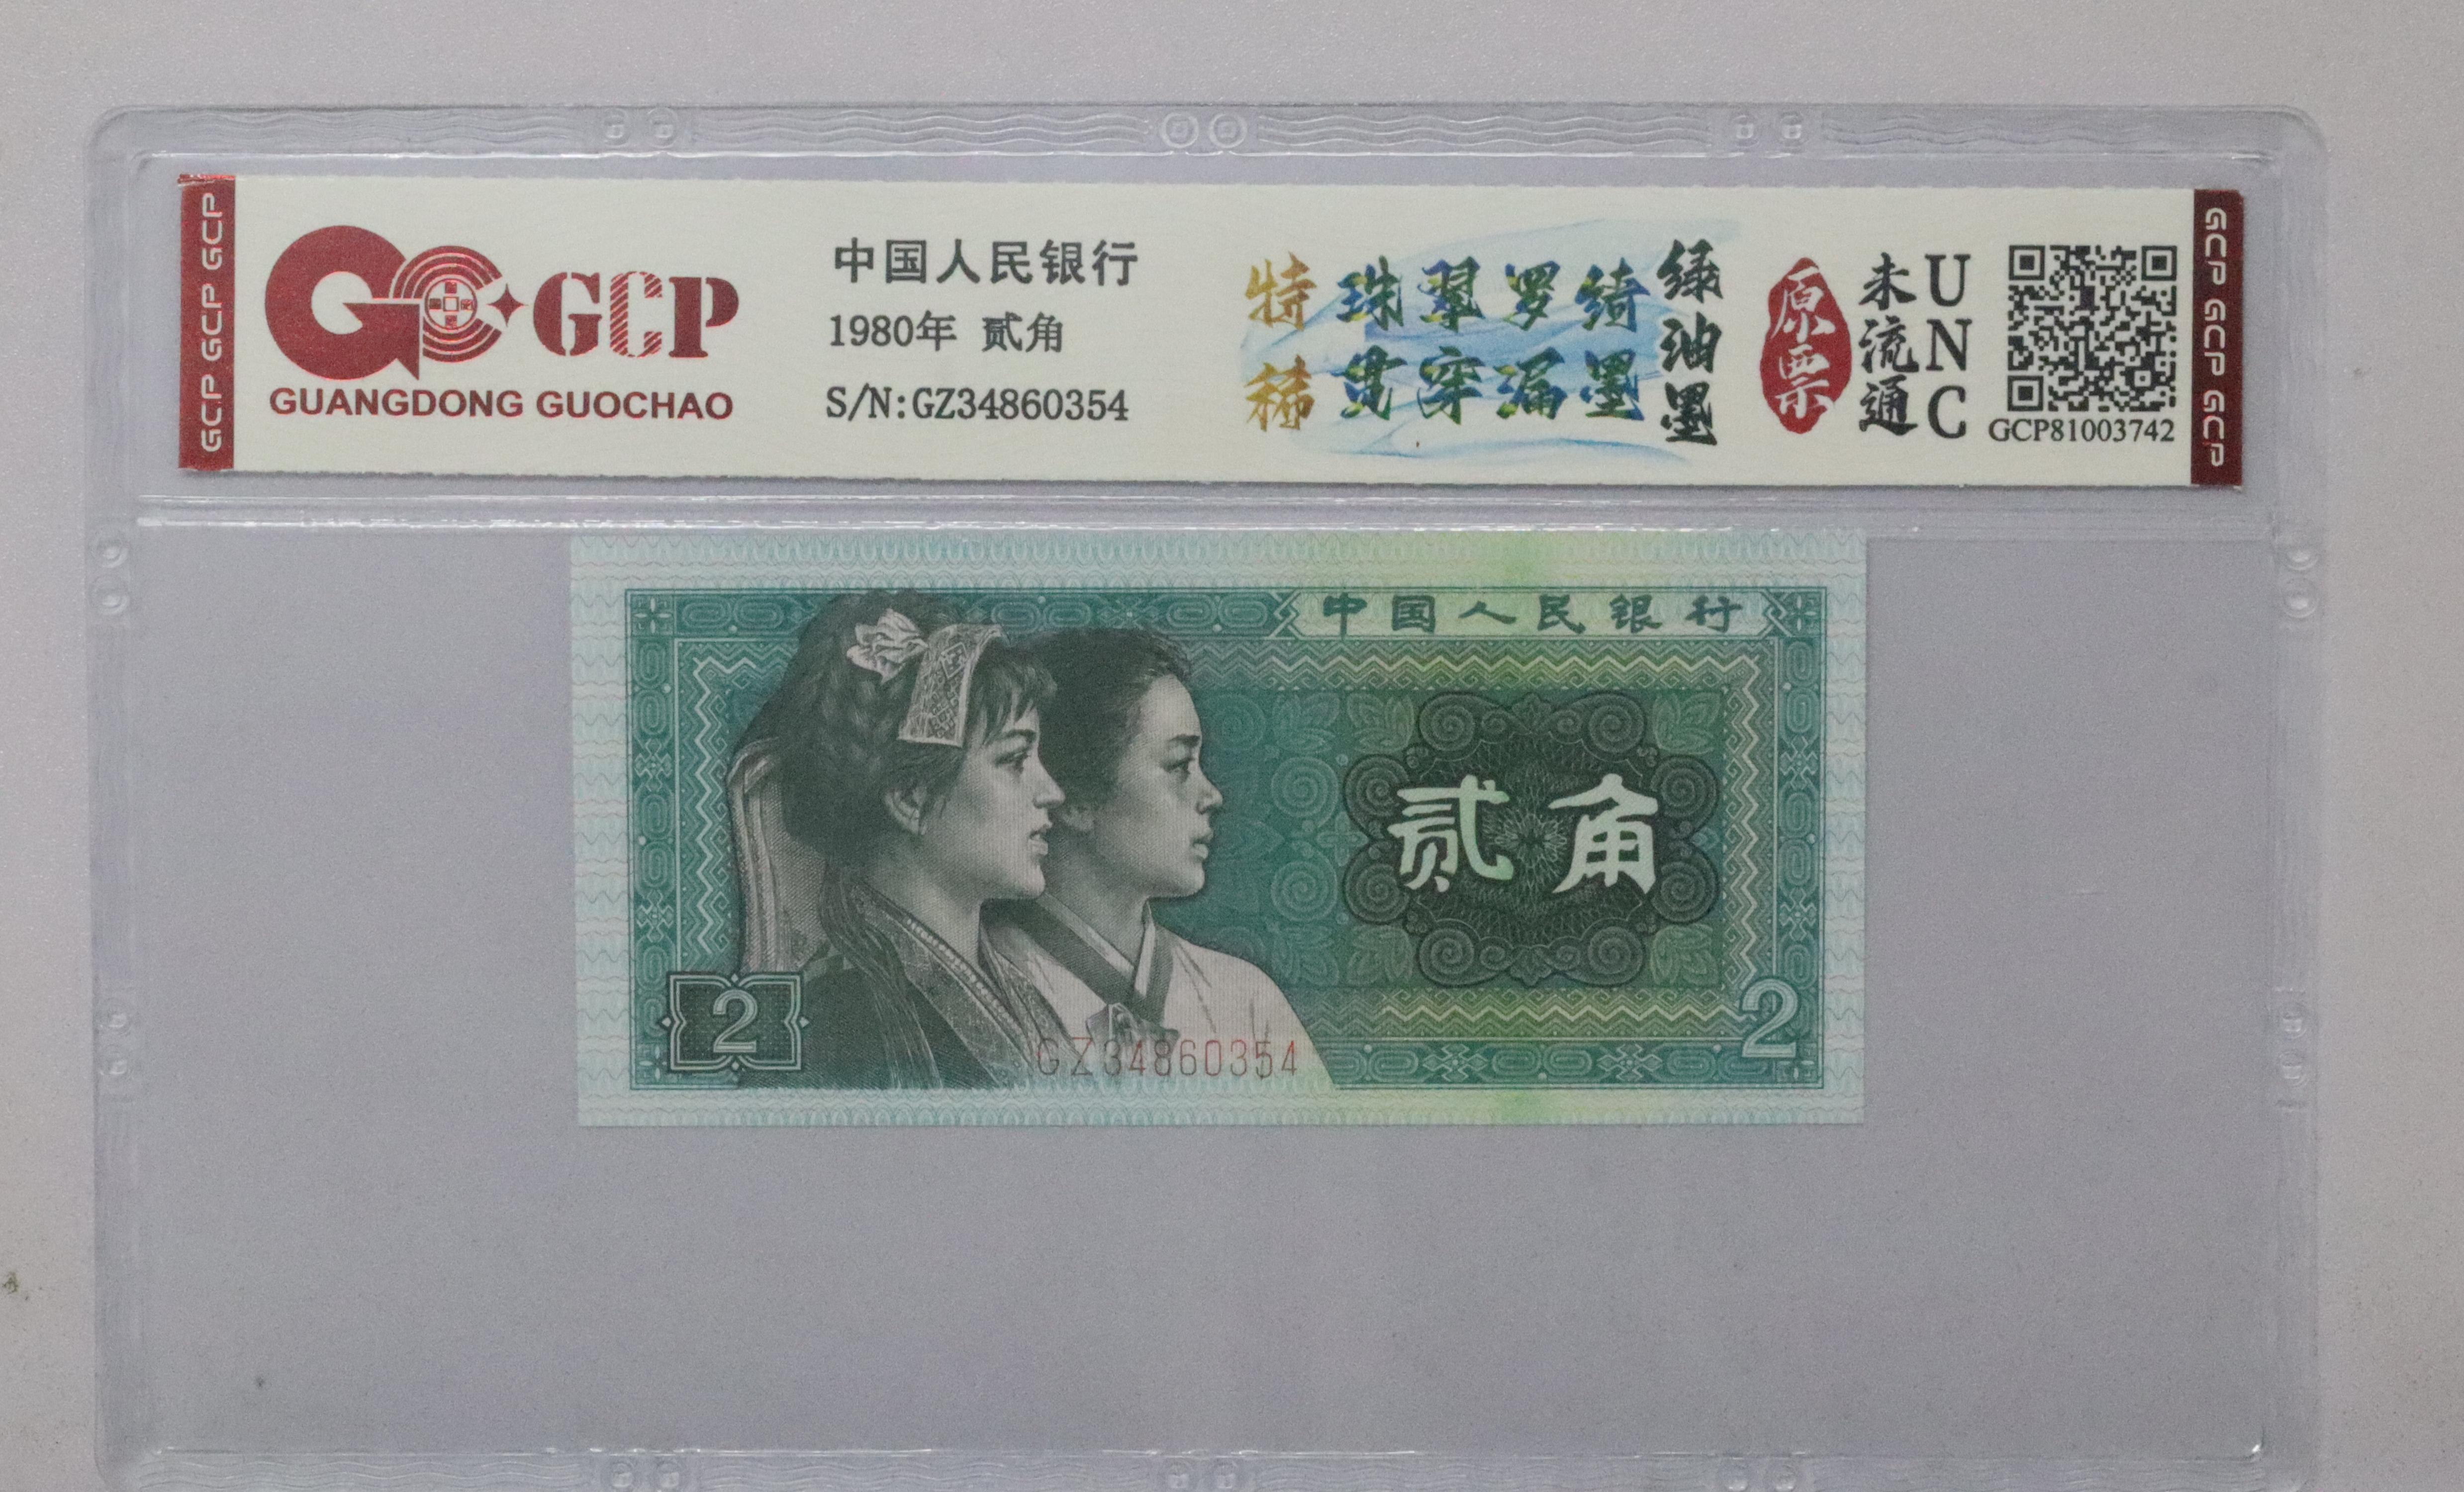 GCP GCP GCP
GCP
GUANGDONG GUOCHAO
中国人民银行
1980年 贰角
S/N:GZ34860354
特稀
珠翠罗绮
贯穿漏墨
绿油墨
原票
未流通
UNC
GCP81003742
GCP GCP GCP
中国人民银行
贰角
2
GZ34860354
2